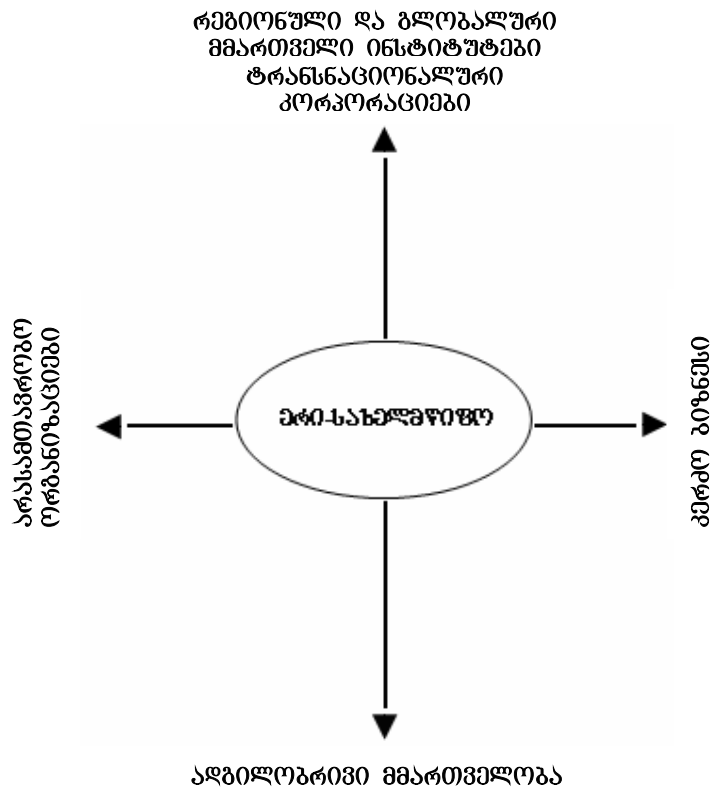 რეგიონული და გლობალური
მმართველი ინსტიტუტები
ტრანსნაციონალური
კორპორაციები
არასამთავრობო
ორგანიზაციები
ერი-სახელმწიფო
კერძო ბიზნესი
ადგილობრივი მმართველობა